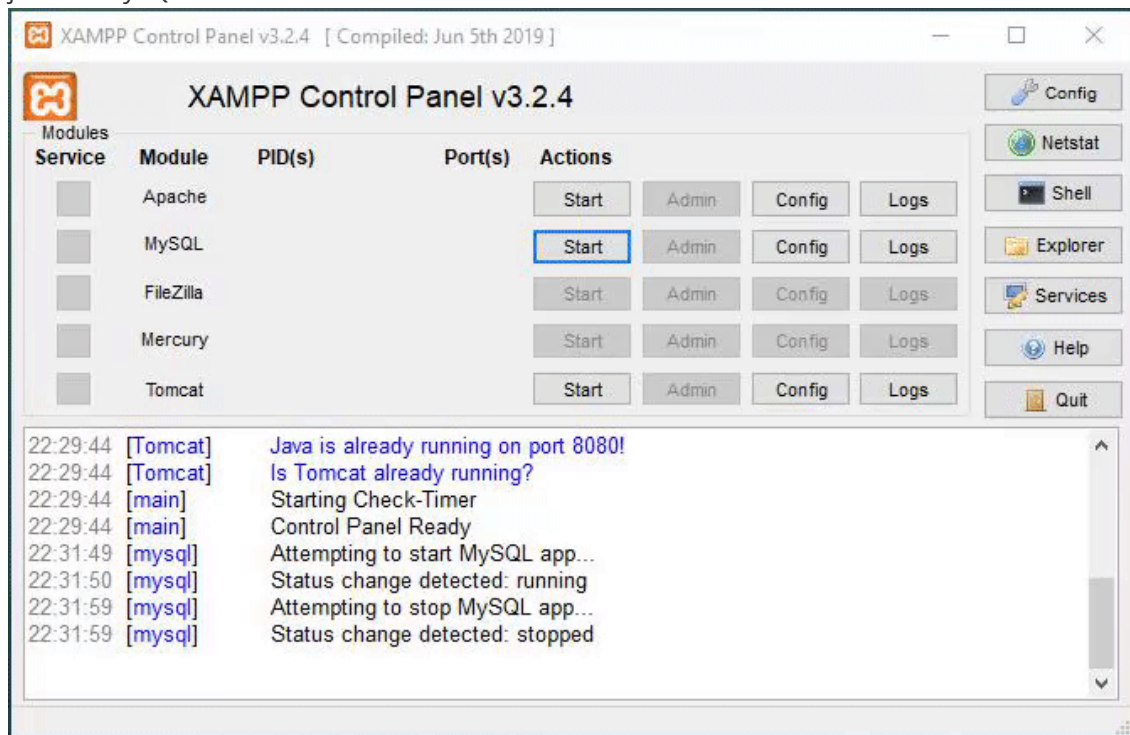 XAMPP Control Panel v3.2.4 [ Compiled: Jun 5th 2019 ]
XAMPP Control Panel v3.2.4
Config
Modules
Service Module PID(s) Port(s) Actions
Netstat
Apache Start Admin Config Logs
Shell
MySQL Start Admin Config Logs
Explorer
FileZilla Start Admin Config Logs
Services
Mercury Start Admin Config Logs
Help
Tomcat Start Admin Config Logs
Quit
22:29:44 [Tomcat] Java is already running on port 8080!
22:29:44 [Tomcat] Is Tomcat already running?
22:29:44 [main] Starting Check-Timer
22:29:44 [main] Control Panel Ready
22:31:49 [mysql] Attempting to start MySQL app...
22:31:50 [mysql] Status change detected: running
22:31:59 [mysql] Attempting to stop MySQL app...
22:31:59 [mysql] Status change detected: stopped